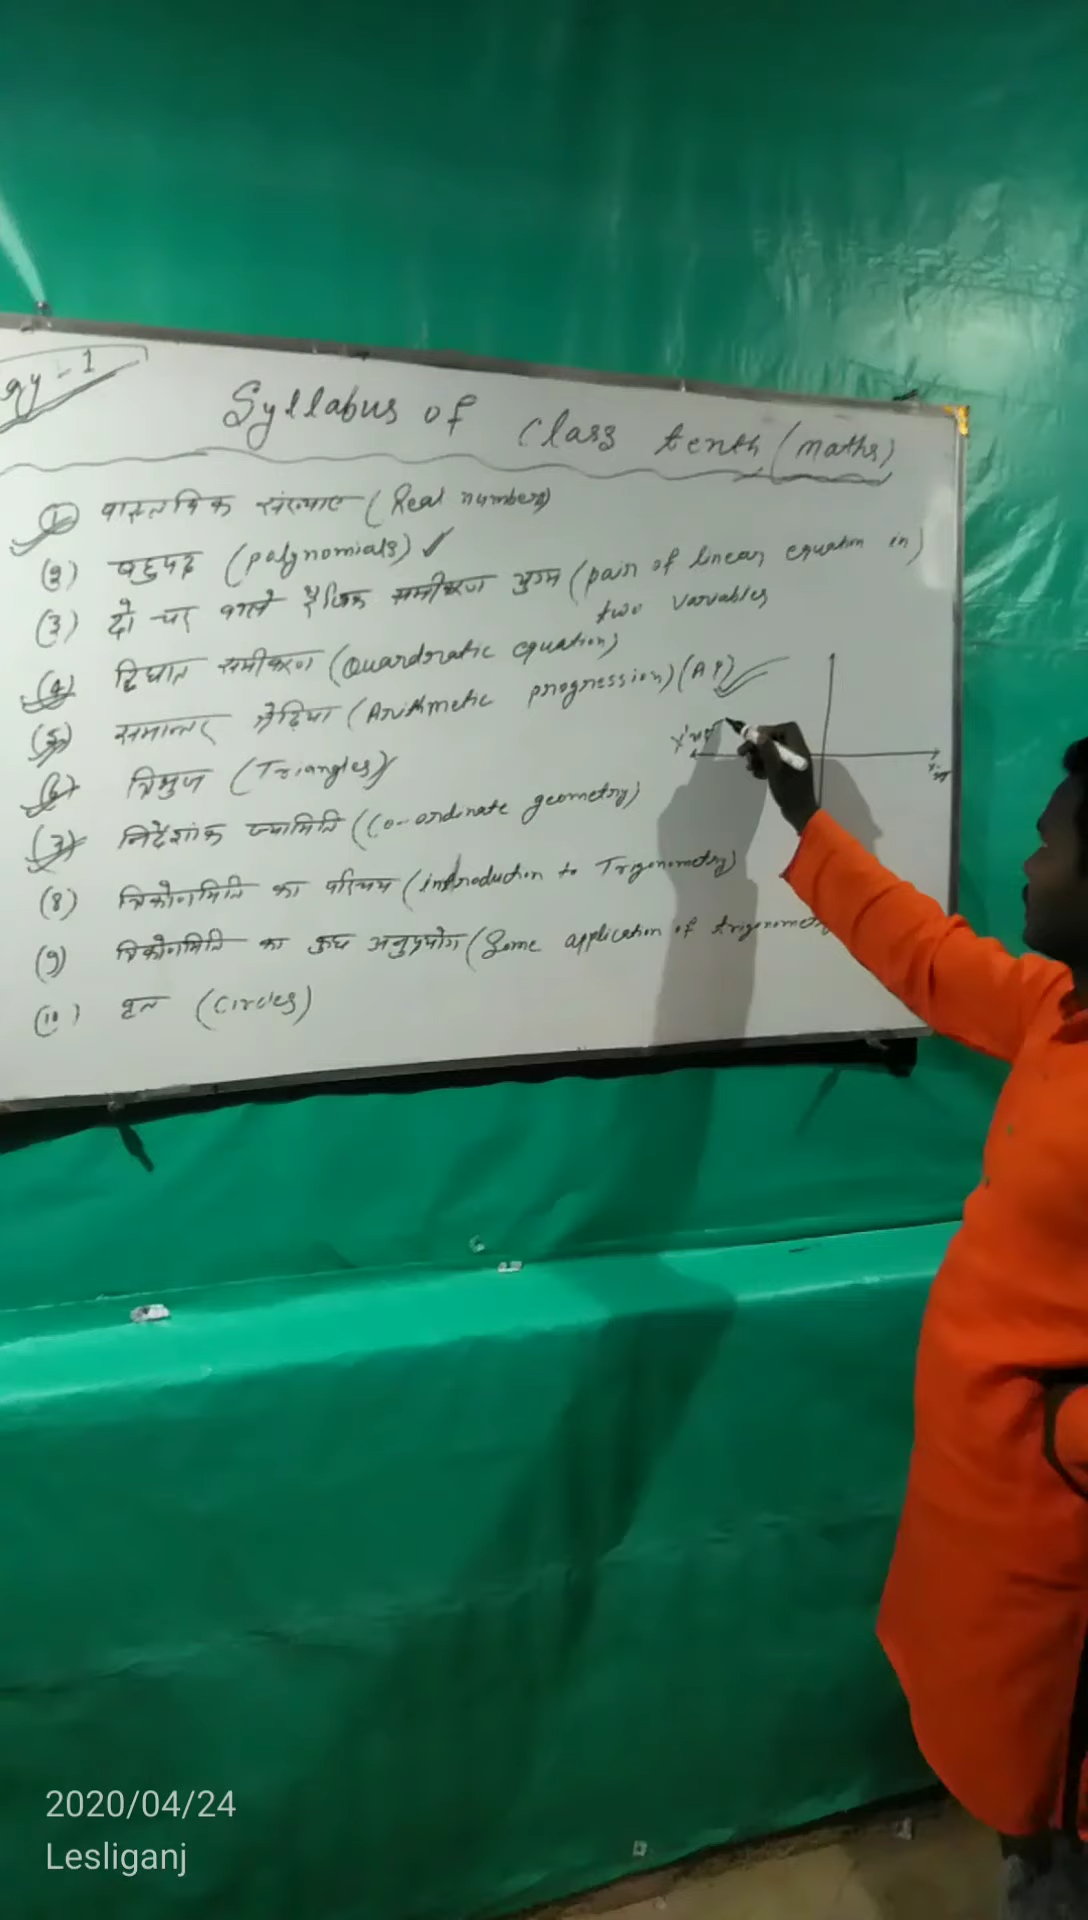 gy - 1
Syllabus of Class tenth (maths)
(1) वास्तविक संख्याए (Real numbers)
(2) बहुपद (polynomials) ✓
(3) दो चर वाले रैखिक समीकरण युग्म (pair of linear equation in
two variables
(4) द्विघात समीकरण (Quardratic equation)
(5) समान्तर श्रेढ़िया (Arithmetic progression) (A P)
(6) त्रिभुज (Triangles)
(7) निर्देशांक ज्यामिति (Co-ordinate geometry)
(8) त्रिकोणमिति का परिचय (introduction to Trigonometry)
(9) त्रिकोणमिति का कुछ अनुप्रयोग (Some application of trigonometry
(10) वृत (Circles)
2020/04/24
Lesliganj